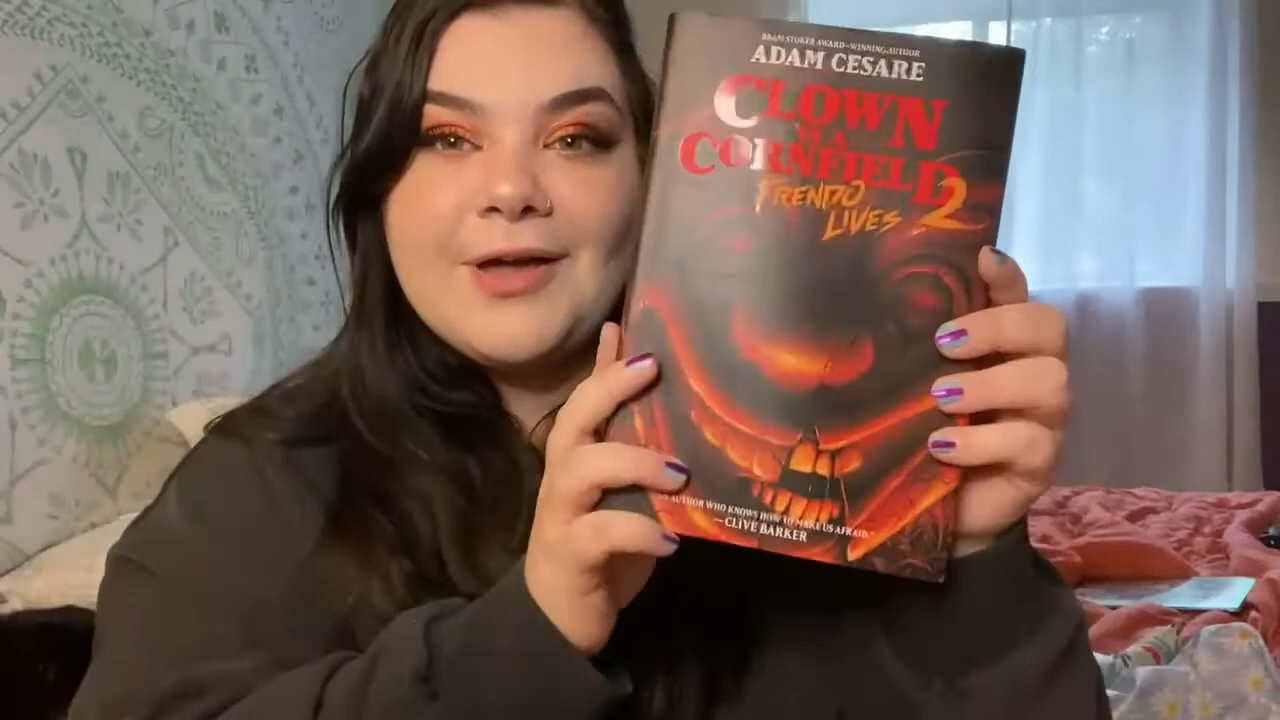 BRAM STOKER AWARD–WINNING AUTHOR
ADAM CESARE
CLOWN
IN A
CORNFIELD 2
FRENDO
LIVES
AUTHOR WHO KNOWS HOW TO MAKE US AFRAID."
—CLIVE BARKER